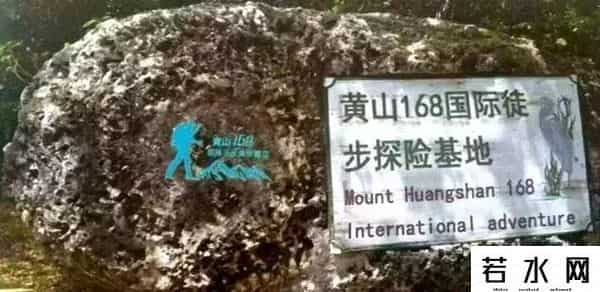 黄山168
黄山168国际徒
步探险基地
Mount Huangshan 168
International adventure
若水网